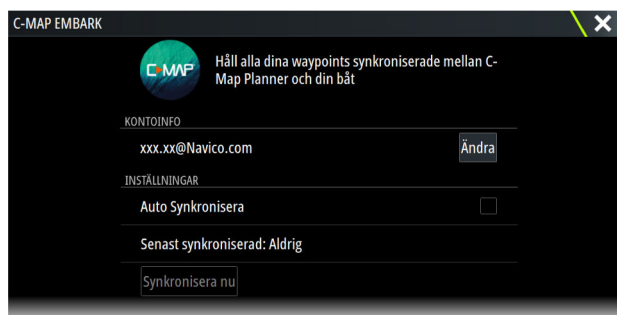 C-MAP EMBARK
C-MAP
Håll alla dina waypoints synkroniserade mellan C-
Map Planner och din båt
KONTOINFO
xxx.xx@Navico.com
Ändra
INSTÄLLNINGAR
Auto Synkronisera
Senast synkroniserad: Aldrig
Synkronisera nu